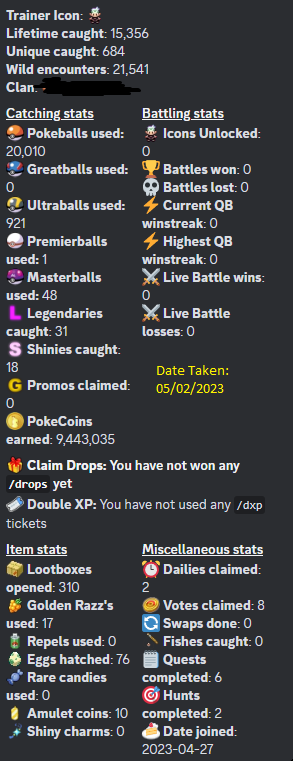 Trainer Icon:
Lifetime caught: 15,356
Unique caught: 684
Wild encounters: 21,541
Clan:
Catching stats
Pokeballs used:
20,010
Greatballs used:
0
Ultraballs used:
921
Premierballs
used: 1
Masterballs
used: 48
L Legendaries
caught: 31
S Shinies caught:
18
G Promos claimed:
0
PokeCoins
earned: 9,443,035
Battling stats
Icons Unlocked:
0
Battles won: 0
Battles lost: 0
Current QB
winstreak: 0
Highest QB
winstreak: 0
Live Battle wins:
0
Live Battle
losses: 0
Date Taken:
05/02/2023
Claim Drops: You have not won any
/drops yet
Double XP: You have not used any /dxp
tickets
Item stats
Lootboxes
opened: 310
Golden Razz's
used: 17
Repels used: 0
Eggs hatched: 76
Rare candies
used: 0
Amulet coins: 10
Shiny charms: 0
Miscellaneous stats
Dailies claimed:
2
Votes claimed: 8
Swaps done: 0
Fishes caught: 0
Quests
completed: 6
Hunts
completed: 2
Date joined:
2023-04-27